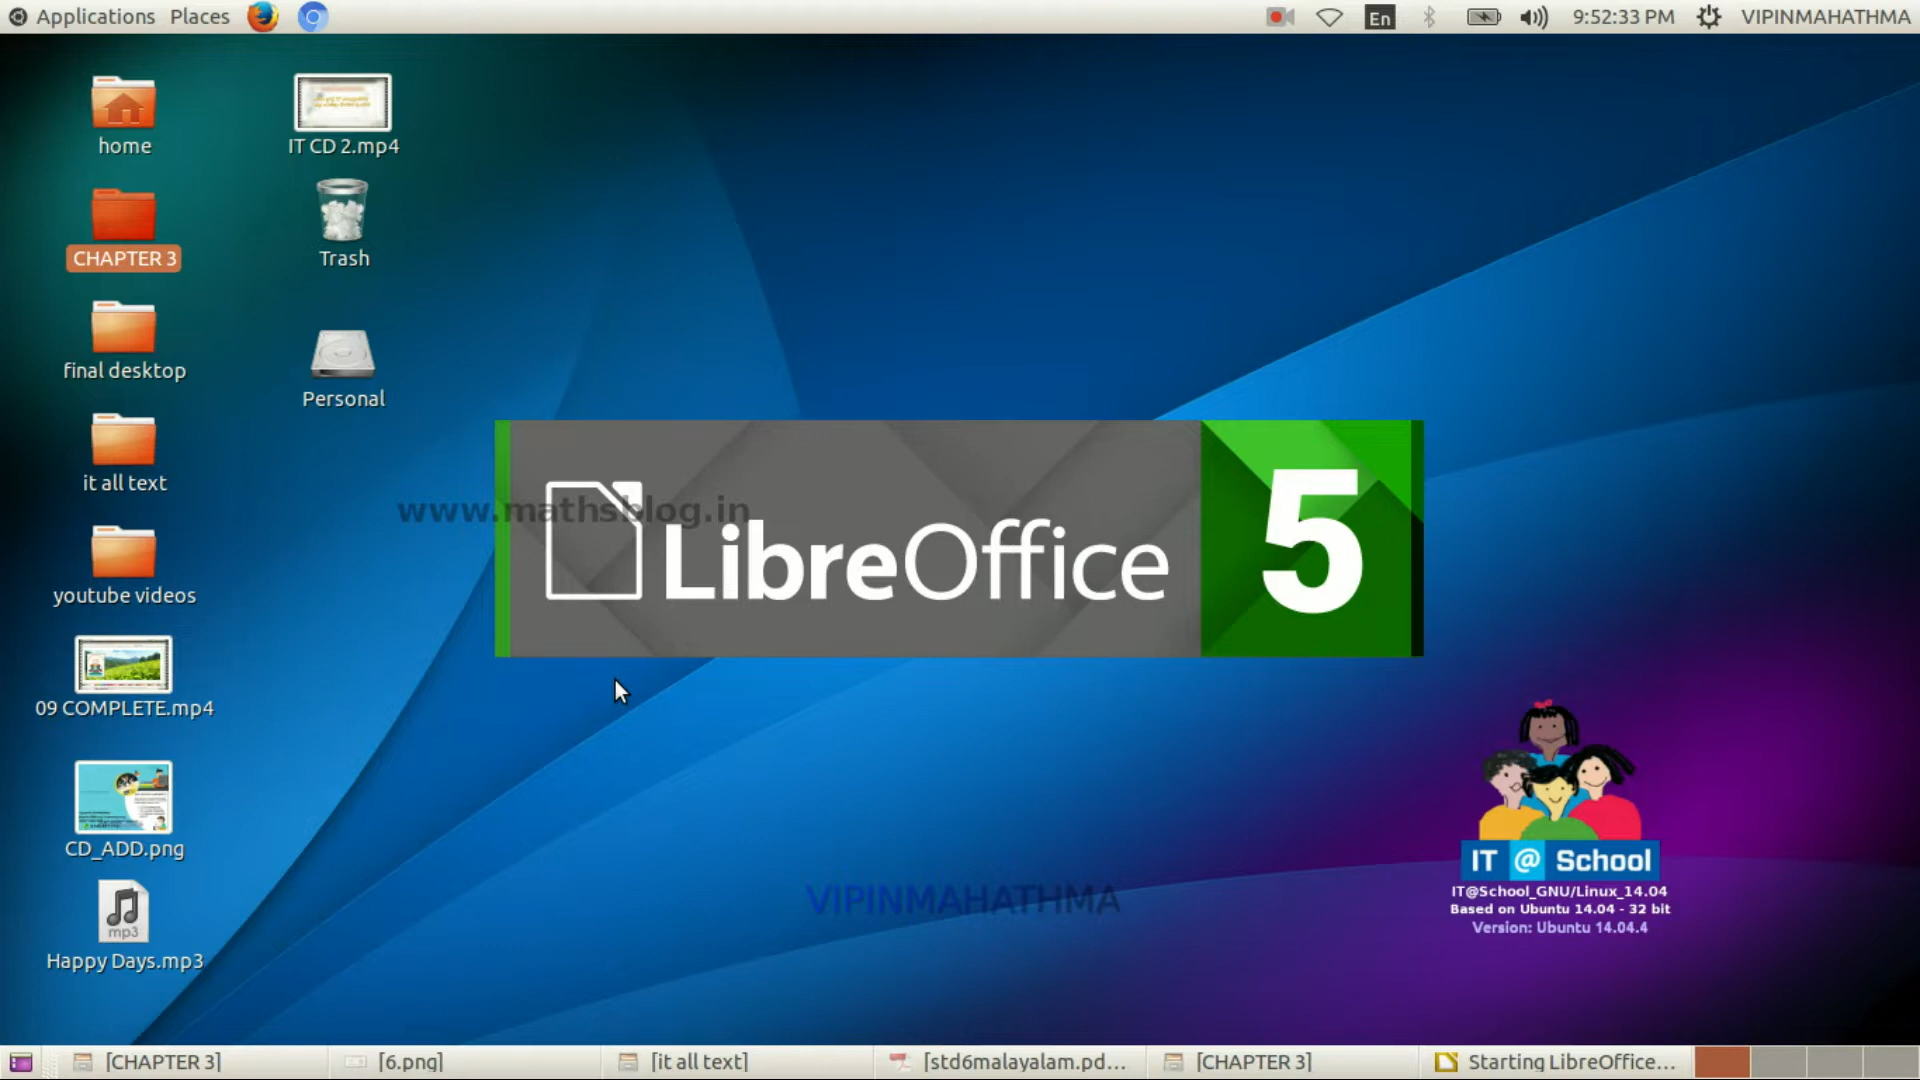 Applications Places En 9:52:33 PM VIPINMAHATHMA
home
IT CD 2.mp4
CHAPTER 3
Trash
final desktop
Personal
it all text
www.mathsblog.in
LibreOffice 5
youtube videos
09 COMPLETE.mp4
CD_ADD.png
mp3
Happy Days.mp3
VIPINMAHATHMA
IT @ School
IT@School_GNU/Linux_14.04
Based on Ubuntu 14.04 - 32 bit
Version: Ubuntu 14.04.4
[CHAPTER 3] [6.png] [it all text] [std6malayalam.pd... [CHAPTER 3] Starting LibreOffice...